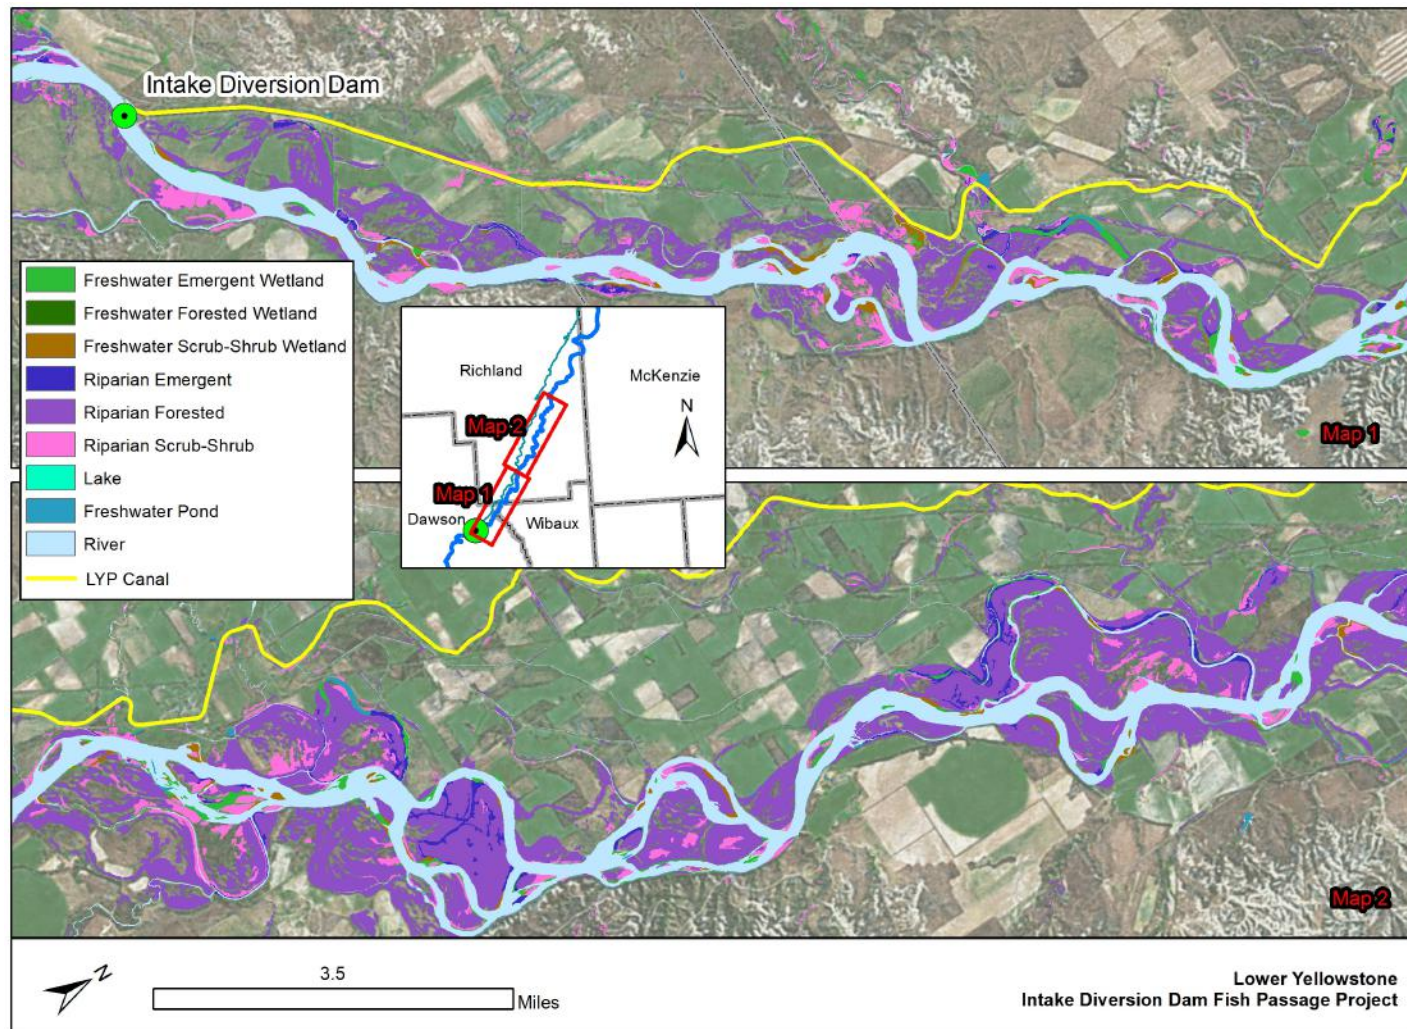 Intake Diversion Dam
Freshwater Emergent Wetland
Freshwater Forested Wetland
Freshwater Scrub-Shrub Wetland
Riparian Emergent
Riparian Forested
Riparian Scrub-Shrub
Lake
Freshwater Pond
River
LYP Canal
Richland
McKenzie
N
Map 2
Map 1
Dawson
Wibaux
Map 1
Map 2
N
3.5
Miles
Lower Yellowstone
Intake Diversion Dam Fish Passage Project